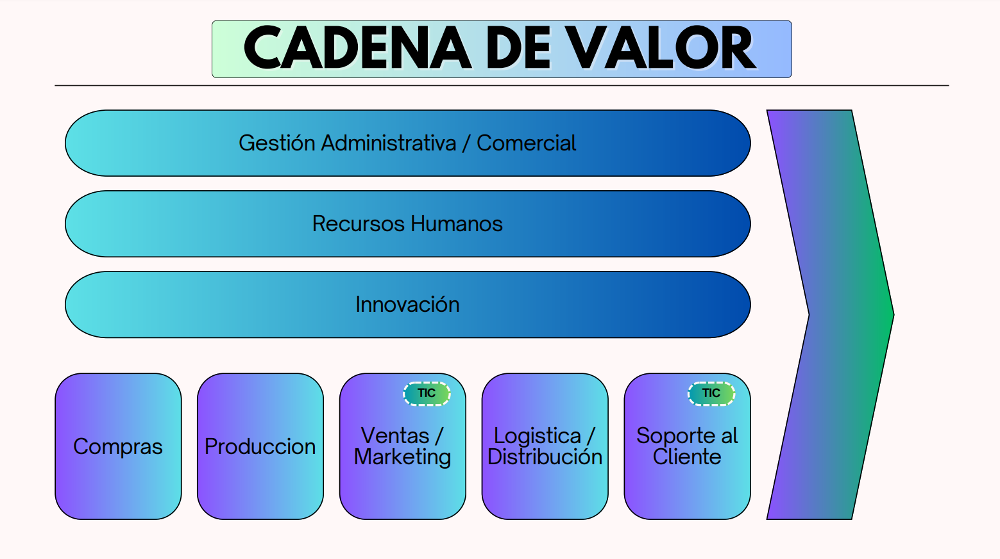 CADENA DE VALOR
Gestión Administrativa / Comercial
Recursos Humanos
Innovación
Compras
Produccion
TIC
Ventas /
Marketing
Logistica /
Distribución
TIC
Soporte al
Cliente